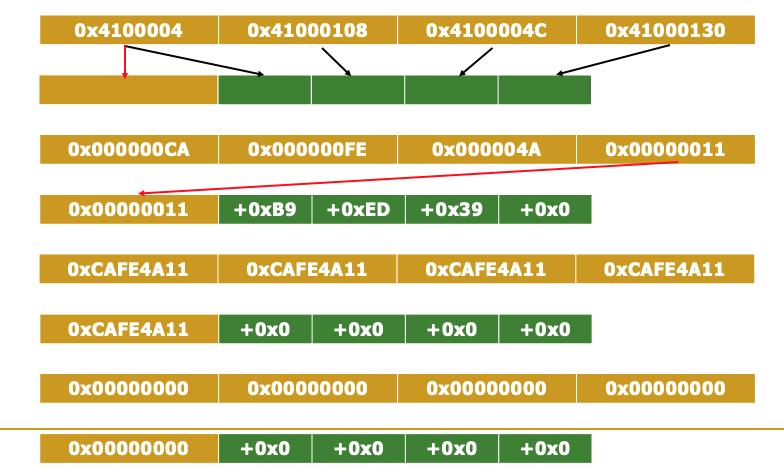 0x4100004 0x41000108 0x4100004C 0x41000130
0x000000CA 0x000000FE 0x000004A 0x00000011
0x00000011 +0xB9 +0xED +0x39 +0x0
0xCAFE4A11 0xCAFE4A11 0xCAFE4A11 0xCAFE4A11
0xCAFE4A11 +0x0 +0x0 +0x0 +0x0
0x00000000 0x00000000 0x00000000 0x00000000
0x00000000 +0x0 +0x0 +0x0 +0x0